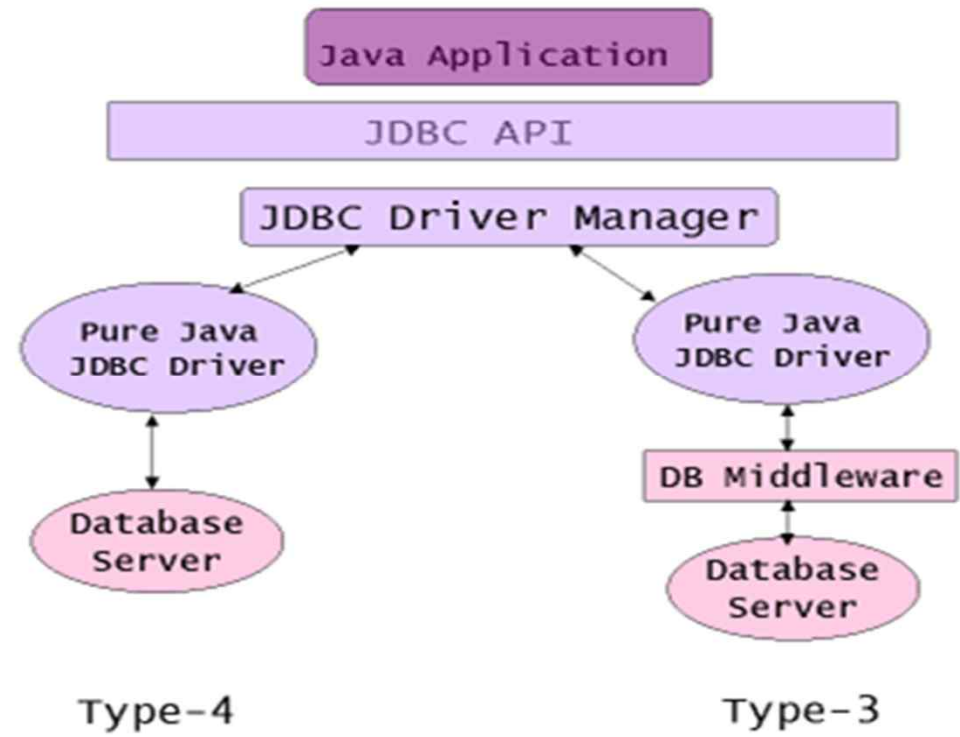 Java Application
JDBC API
JDBC Driver Manager
Pure Java
JDBC Driver
Database
Server
Type-4
Pure Java
JDBC Driver
DB Middleware
Database
Server
Type-3